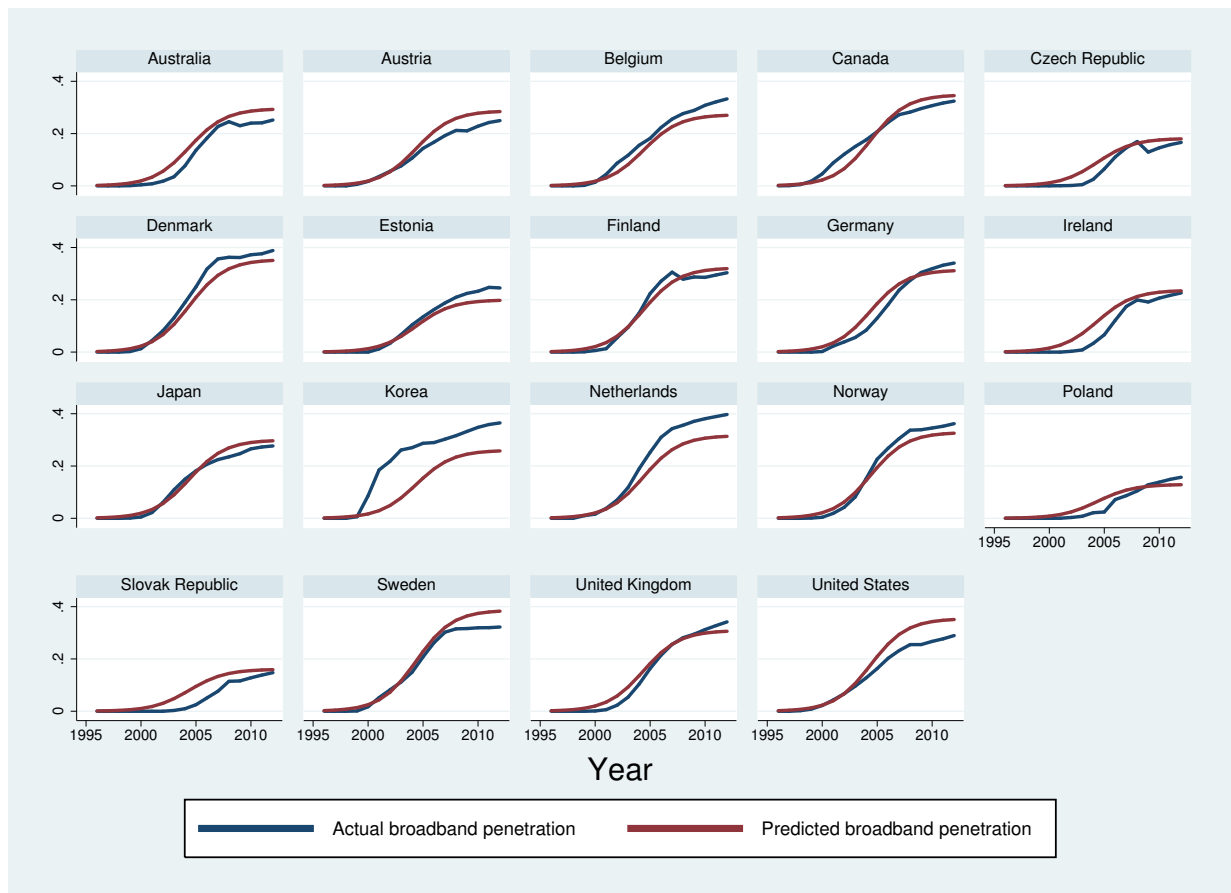 Australia Austria Belgium Canada Czech Republic
.4
.2
0
Denmark Estonia Finland Germany Ireland
.4
.2
0
Japan Korea Netherlands Norway Poland
.4
.2
0
1995 2000 2005 2010
Slovak Republic Sweden United Kingdom United States
.4
.2
0
1995 2000 2005 2010 1995 2000 2005 2010 1995 2000 2005 2010 1995 2000 2005 2010
Year
Actual broadband penetration Predicted broadband penetration